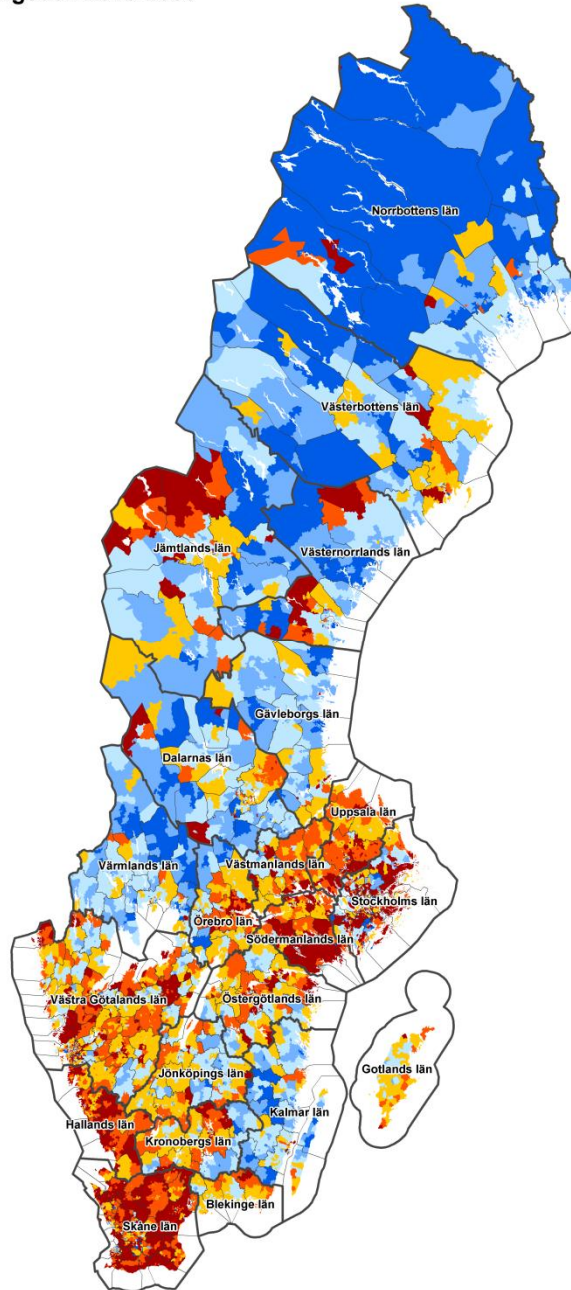 Norrbottens län
Västerbottens län
Jämtlands län
Västernorrlands län
Gävleborgs län
Dalarnas län
Uppsala län
Värmlands län
Västmanlands län
Stockholms län
Örebro län
Södermanlands län
Västra Götalands län
Östergötlands län
Gotlands län
Jönköpings län
Kalmar län
Hallands län
Kronobergs län
Blekinge län
Skåne län